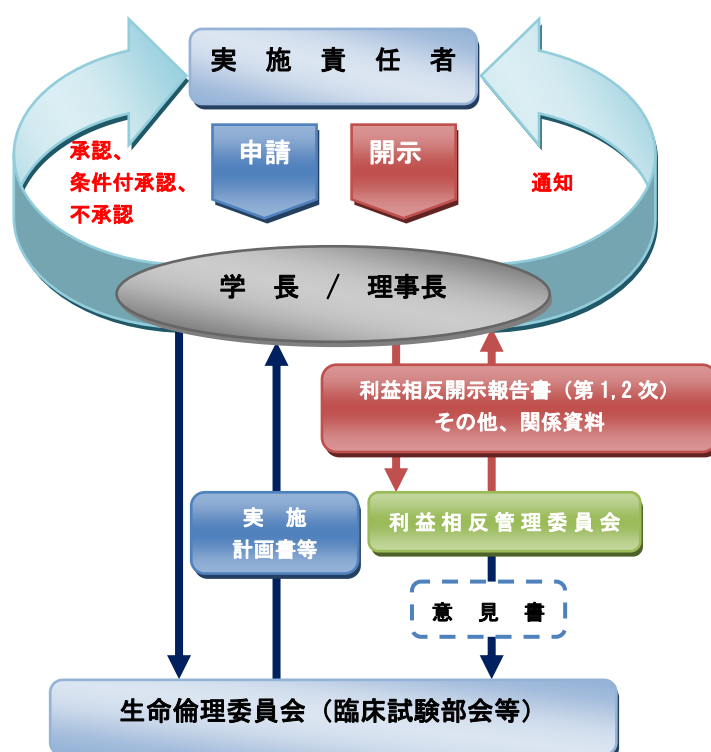 実施責任者
申請
開示
承認、
条件付承認、
不承認
通知
学長 / 理事長
利益相反開示報告書（第1,2次）
その他、関係資料
実施
計画書等
利益相反管理委員会
意見書
生命倫理委員会（臨床試験部会等）